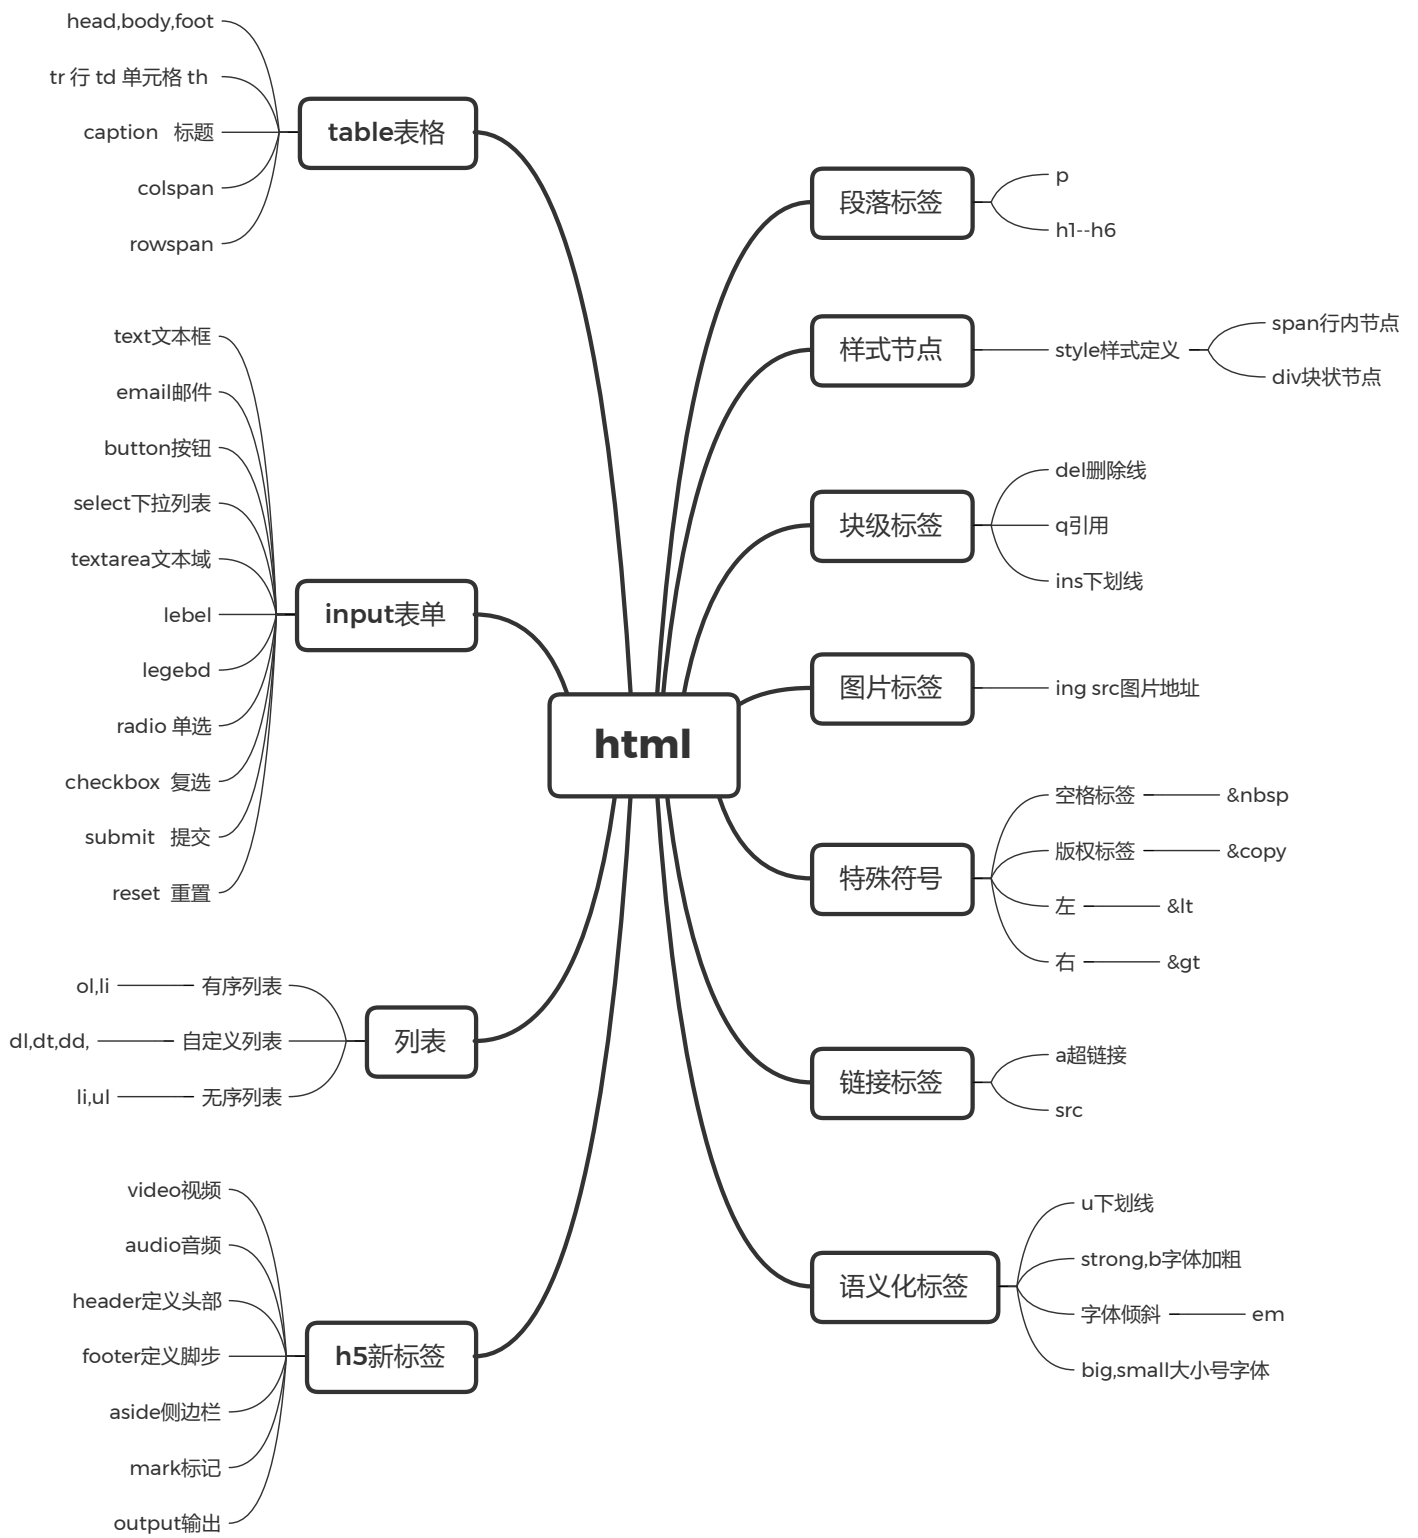 html
段落标签
p
h1--h6
样式节点
style样式定义
span行内节点
div块状节点
块级标签
del删除线
q引用
ins下划线
图片标签
ing src图片地址
特殊符号
空格标签
&nbsp
版权标签
&copy
左
&lt
右
&gt
链接标签
a超链接
src
语义化标签
u下划线
strong,b字体加粗
字体倾斜
em
big,small大小号字体
table表格
head,body,foot
tr 行 td 单元格 th
caption 标题
colspan
rowspan
input表单
text文本框
email邮件
button按钮
select下拉列表
textarea文本域
lebel
legebd
radio 单选
checkbox 复选
submit 提交
reset 重置
列表
有序列表
ol,li
自定义列表
dl,dt,dd,
无序列表
li,ul
h5新标签
video视频
audio音频
header定义头部
footer定义脚步
aside侧边栏
mark标记
output输出